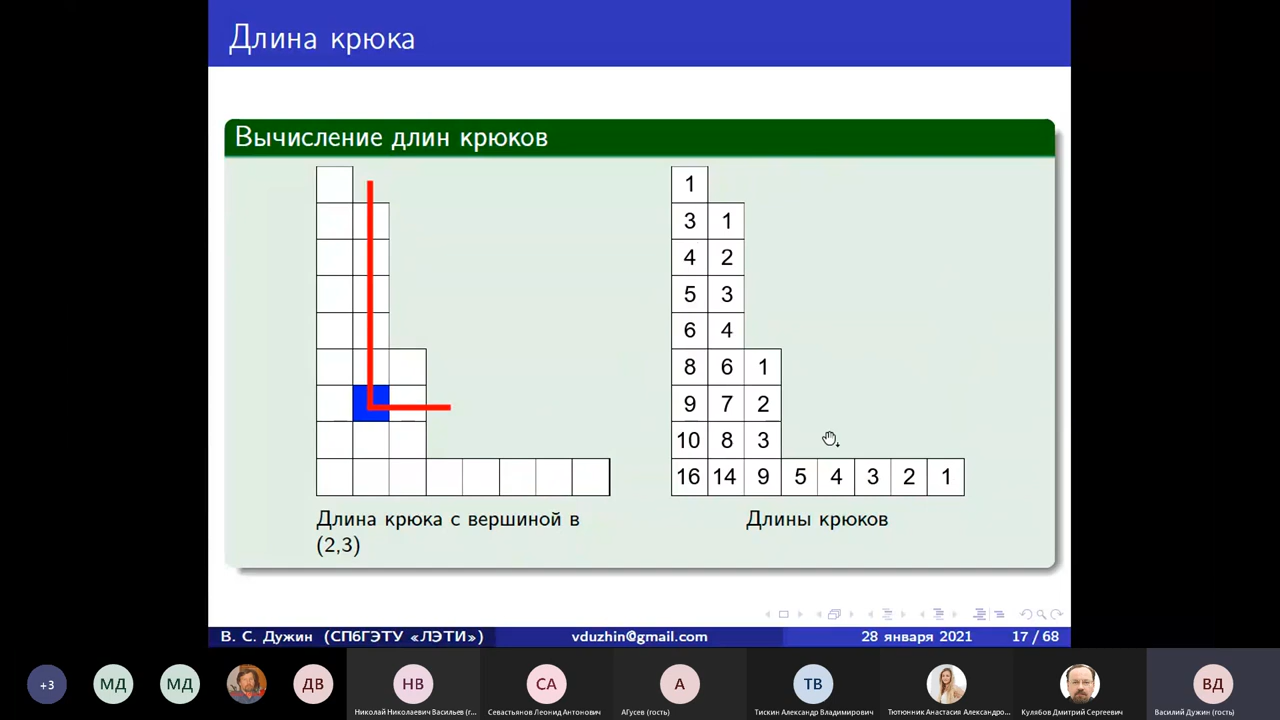 Длина крюка
Вычисление длин крюков
1
3 1
4 2
5 3
6 4
8 6 1
9 7 2
10 8 3
16 14 9 5 4 3 2 1
Длина крюка с вершиной в
(2,3)
Длины крюков
В. С. Дужин (СПбГЭТУ «ЛЭТИ») vduzhin@gmail.com 28 января 2021 17 / 68
+3 МД МД ДВ НВ СА А ТВ ВД
Николай Николаевич Васильев (г... Севастьянов Леонид Антонович АГусев (гость) Тискин Александр Владимирович Тютюнник Анастасия Александро... Кулябов Дмитрий Сергеевич Василий Дужин (гость)